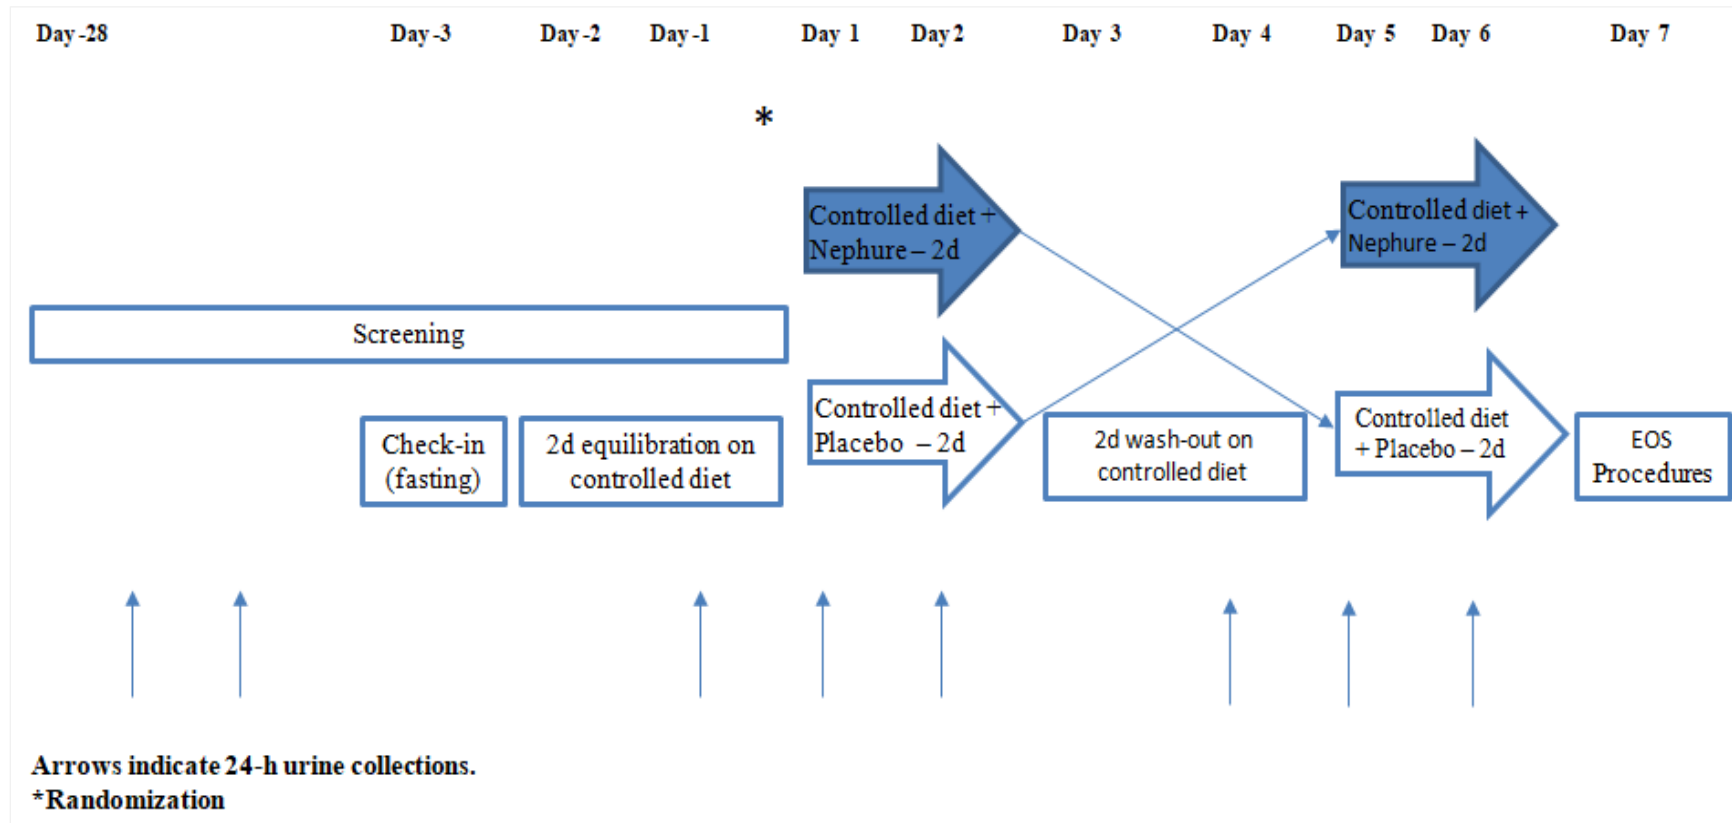 Day -28 Day -3 Day -2 Day -1 Day 1 Day 2 Day 3 Day 4 Day 5 Day 6 Day 7
*
Controlled diet +
Nephure – 2d
Controlled diet +
Nephure – 2d
Screening
Check-in
(fasting)
2d equilibration on
controlled diet
Controlled diet +
Placebo – 2d
2d wash-out on
controlled diet
Controlled diet
+ Placebo – 2d
EOS
Procedures
Arrows indicate 24-h urine collections.
*Randomization